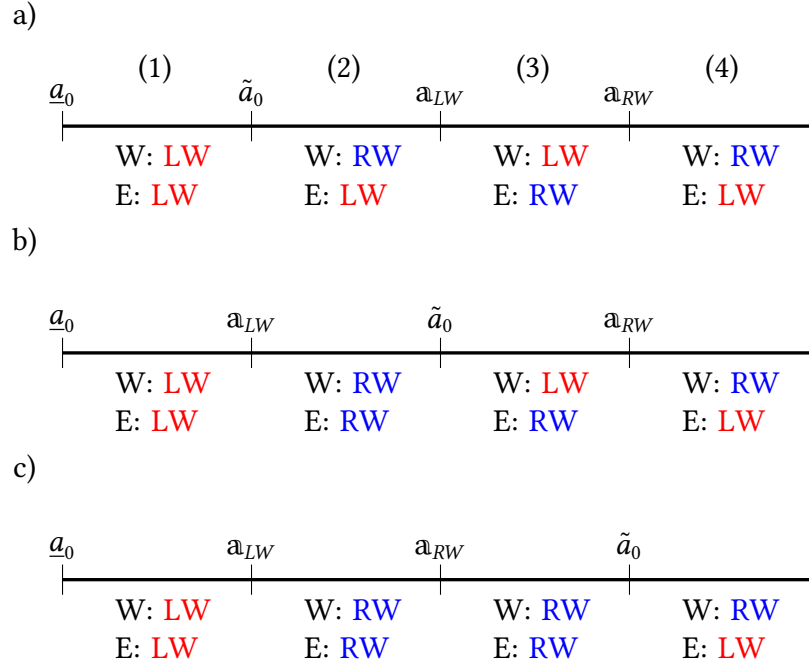 a)
(1) (2) (3) (4)
a̲₀ ã₀ 𝕒_LW 𝕒_RW
W: LW W: RW W: LW W: RW
E: LW E: LW E: RW E: LW
b)
a̲₀ 𝕒_LW ã₀ 𝕒_RW
W: LW W: RW W: LW W: RW
E: LW E: RW E: RW E: LW
c)
a̲₀ 𝕒_LW 𝕒_RW ã₀
W: LW W: RW W: RW W: RW
E: LW E: RW E: RW E: LW